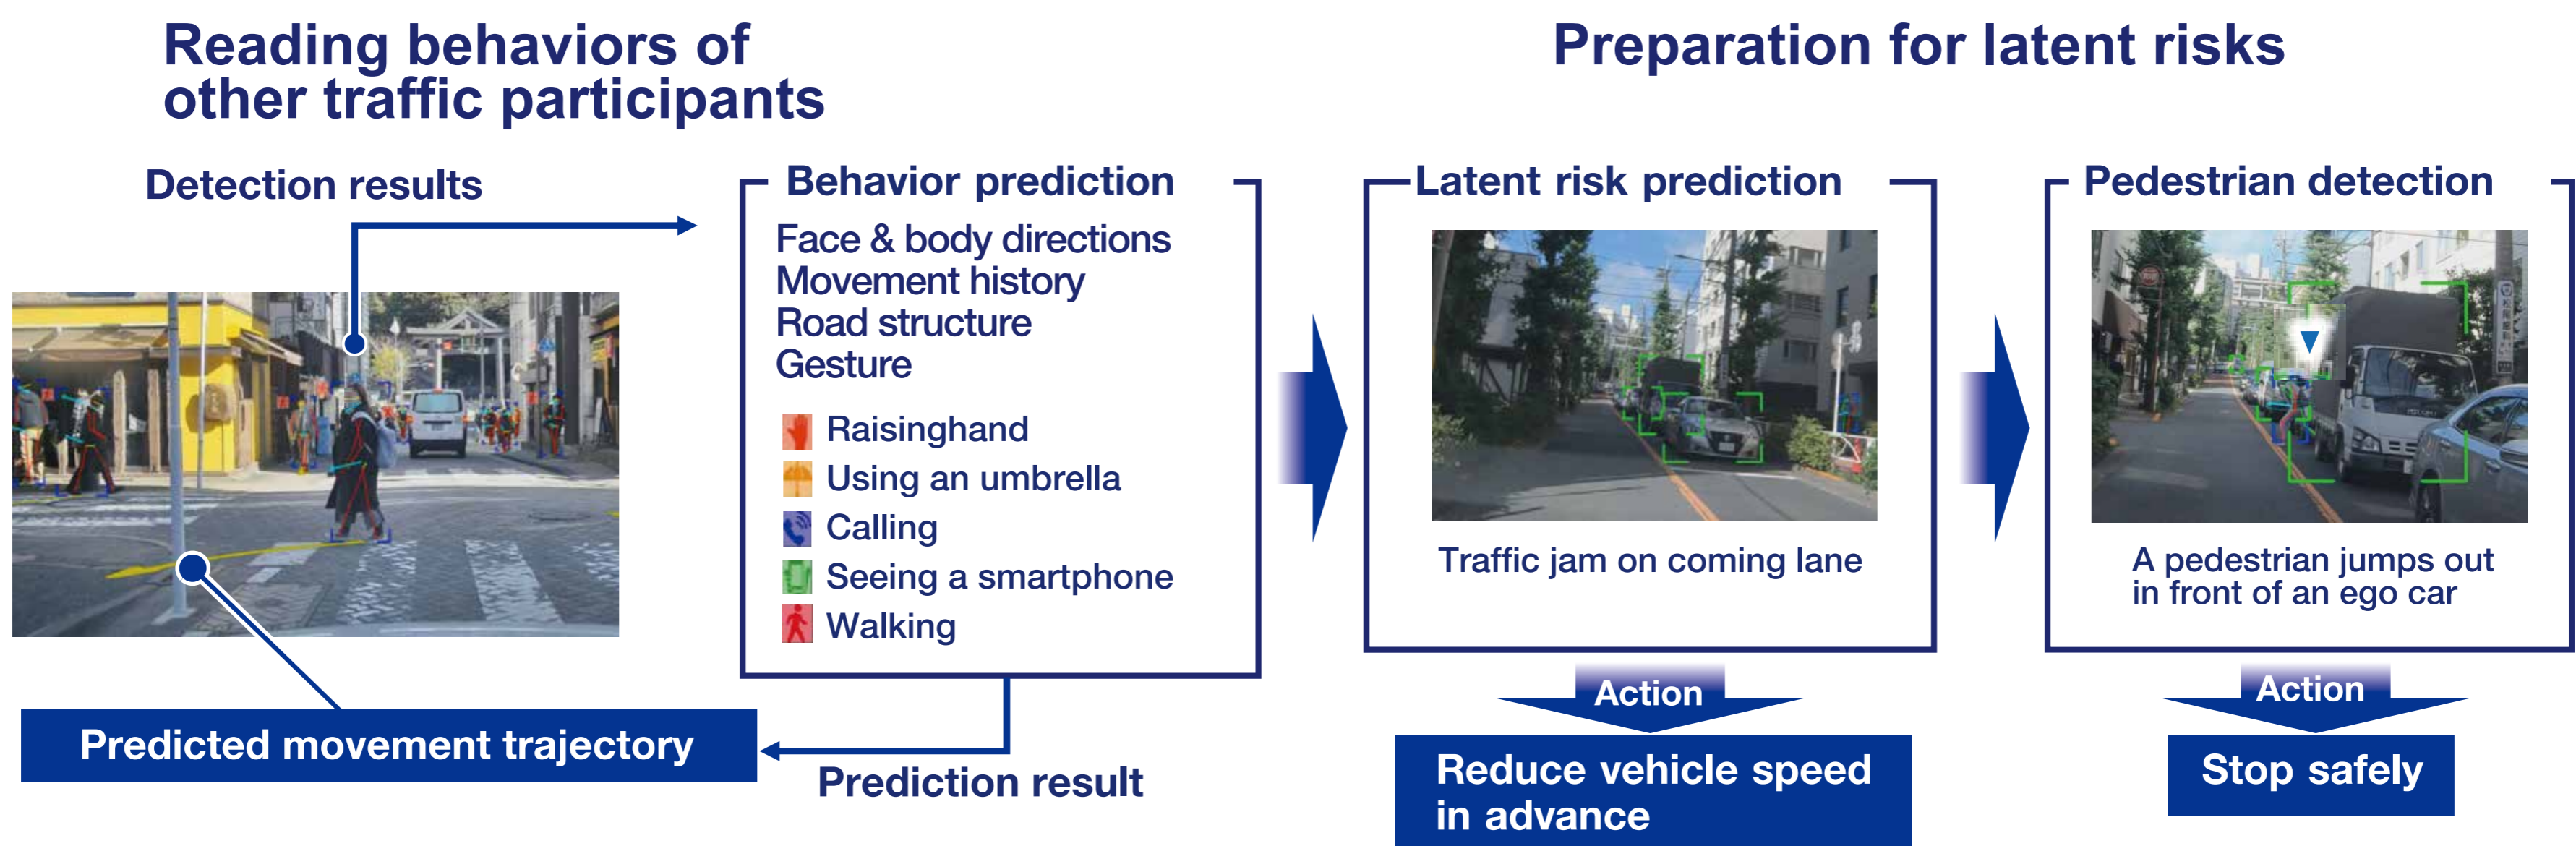 Reading behaviors of
other traffic participants
Preparation for latent risks
Detection results
Behavior prediction
Face & body directions
Movement history
Road structure
Gesture
Raisinghand
Using an umbrella
Calling
Seeing a smartphone
Walking
Predicted movement trajectory
Prediction result
Latent risk prediction
Traffic jam on coming lane
Action
Reduce vehicle speed
in advance
Pedestrian detection
A pedestrian jumps out
in front of an ego car
Action
Stop safely